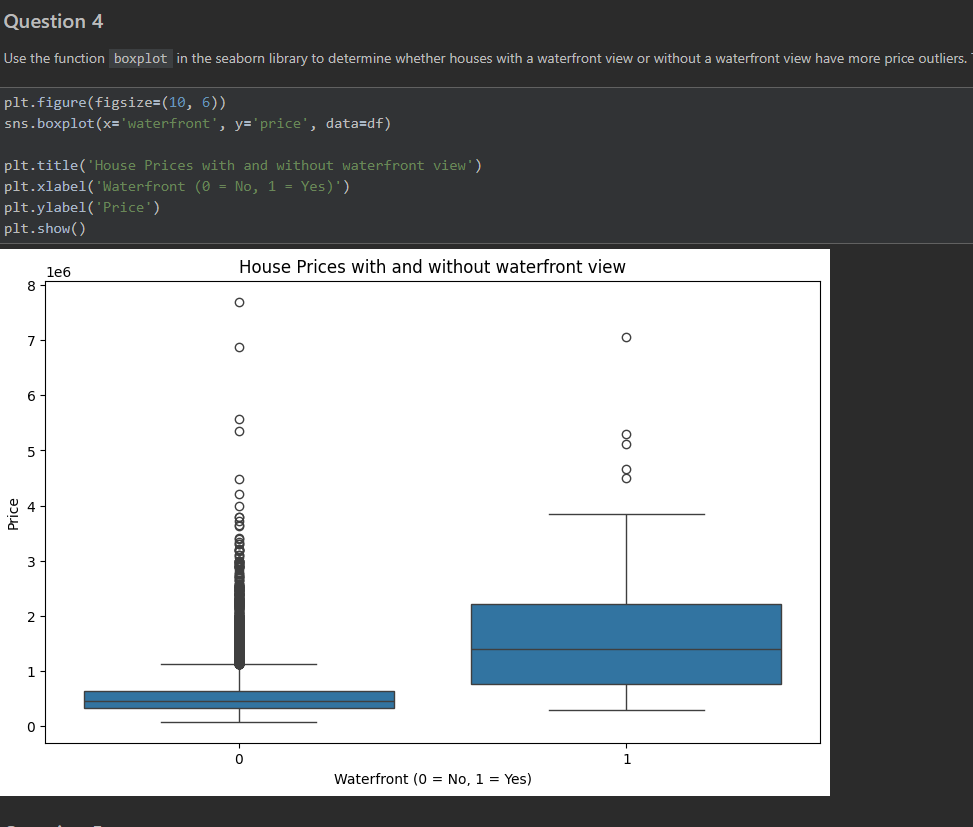 Question 4
Use the function boxplot in the seaborn library to determine whether houses with a waterfront view or without a waterfront view have more price outliers.
plt.figure(figsize=(10, 6))
sns.boxplot(x='waterfront', y='price', data=df)
plt.title('House Prices with and without waterfront view')
plt.xlabel('Waterfront (0 = No, 1 = Yes)')
plt.ylabel('Price')
plt.show()
House Prices with and without waterfront view
1e6
8
7
6
5
4
3
2
1
0
Price
0 1
Waterfront (0 = No, 1 = Yes)